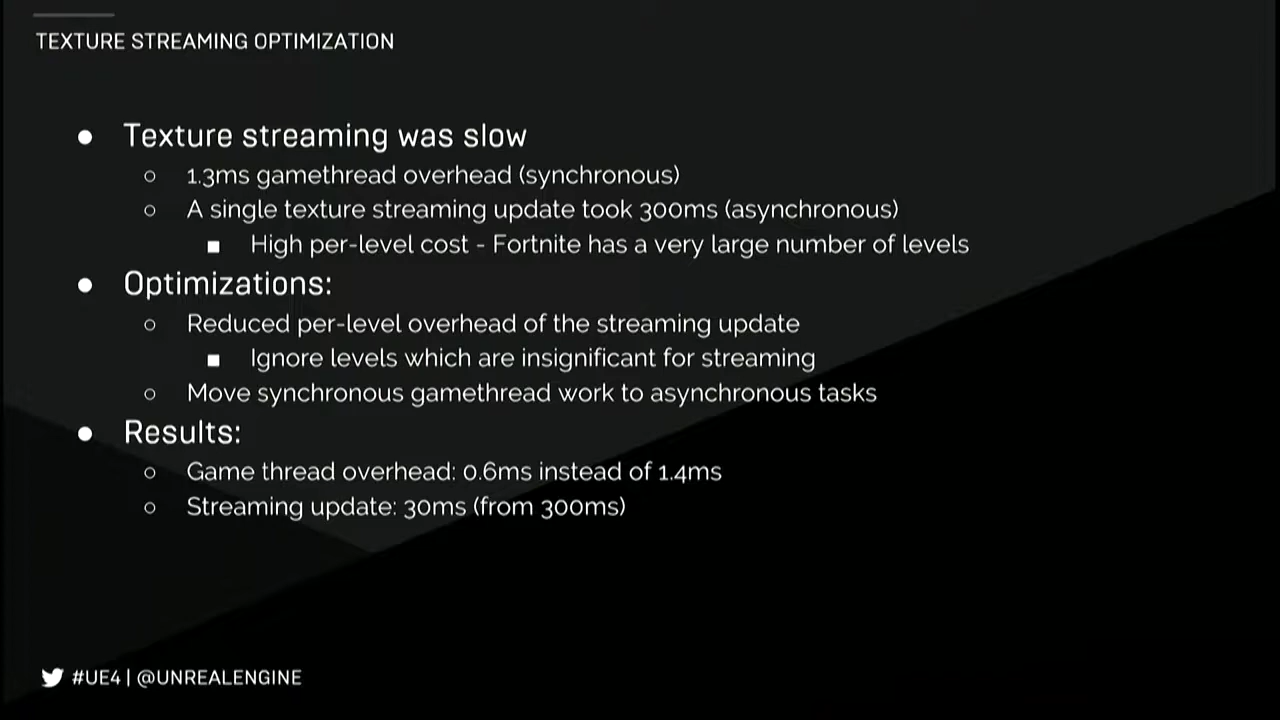 TEXTURE STREAMING OPTIMIZATION
● Texture streaming was slow
○ 1.3ms gamethread overhead (synchronous)
○ A single texture streaming update took 300ms (asynchronous)
■ High per-level cost - Fortnite has a very large number of levels
● Optimizations:
○ Reduced per-level overhead of the streaming update
■ Ignore levels which are insignificant for streaming
○ Move synchronous gamethread work to asynchronous tasks
● Results:
○ Game thread overhead: 0.6ms instead of 1.4ms
○ Streaming update: 30ms (from 300ms)
#UE4 | @UNREALENGINE